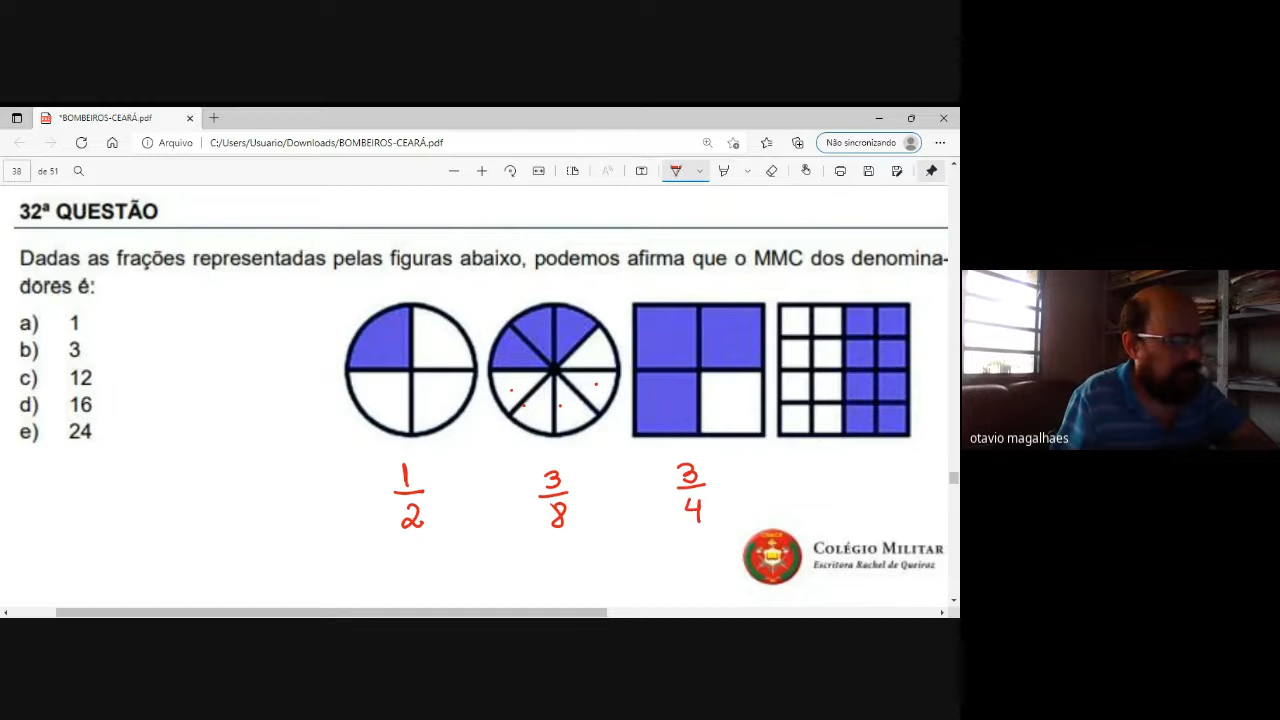 *BOMBEIROS-CEARÁ.pdf
Arquivo
C:/Users/Usuario/Downloads/BOMBEIROS-CEARÁ.pdf
Não sincronizando
38 de 51
32ª QUESTÃO
Dadas as frações representadas pelas figuras abaixo, podemos afirma que o MMC dos denomina-
dores é:
a) 1
b) 3
c) 12
d) 16
e) 24
1/2 3/8 3/4
COLÉGIO MILITAR
Escritora Rachel de Queiroz
otavio magalhaes